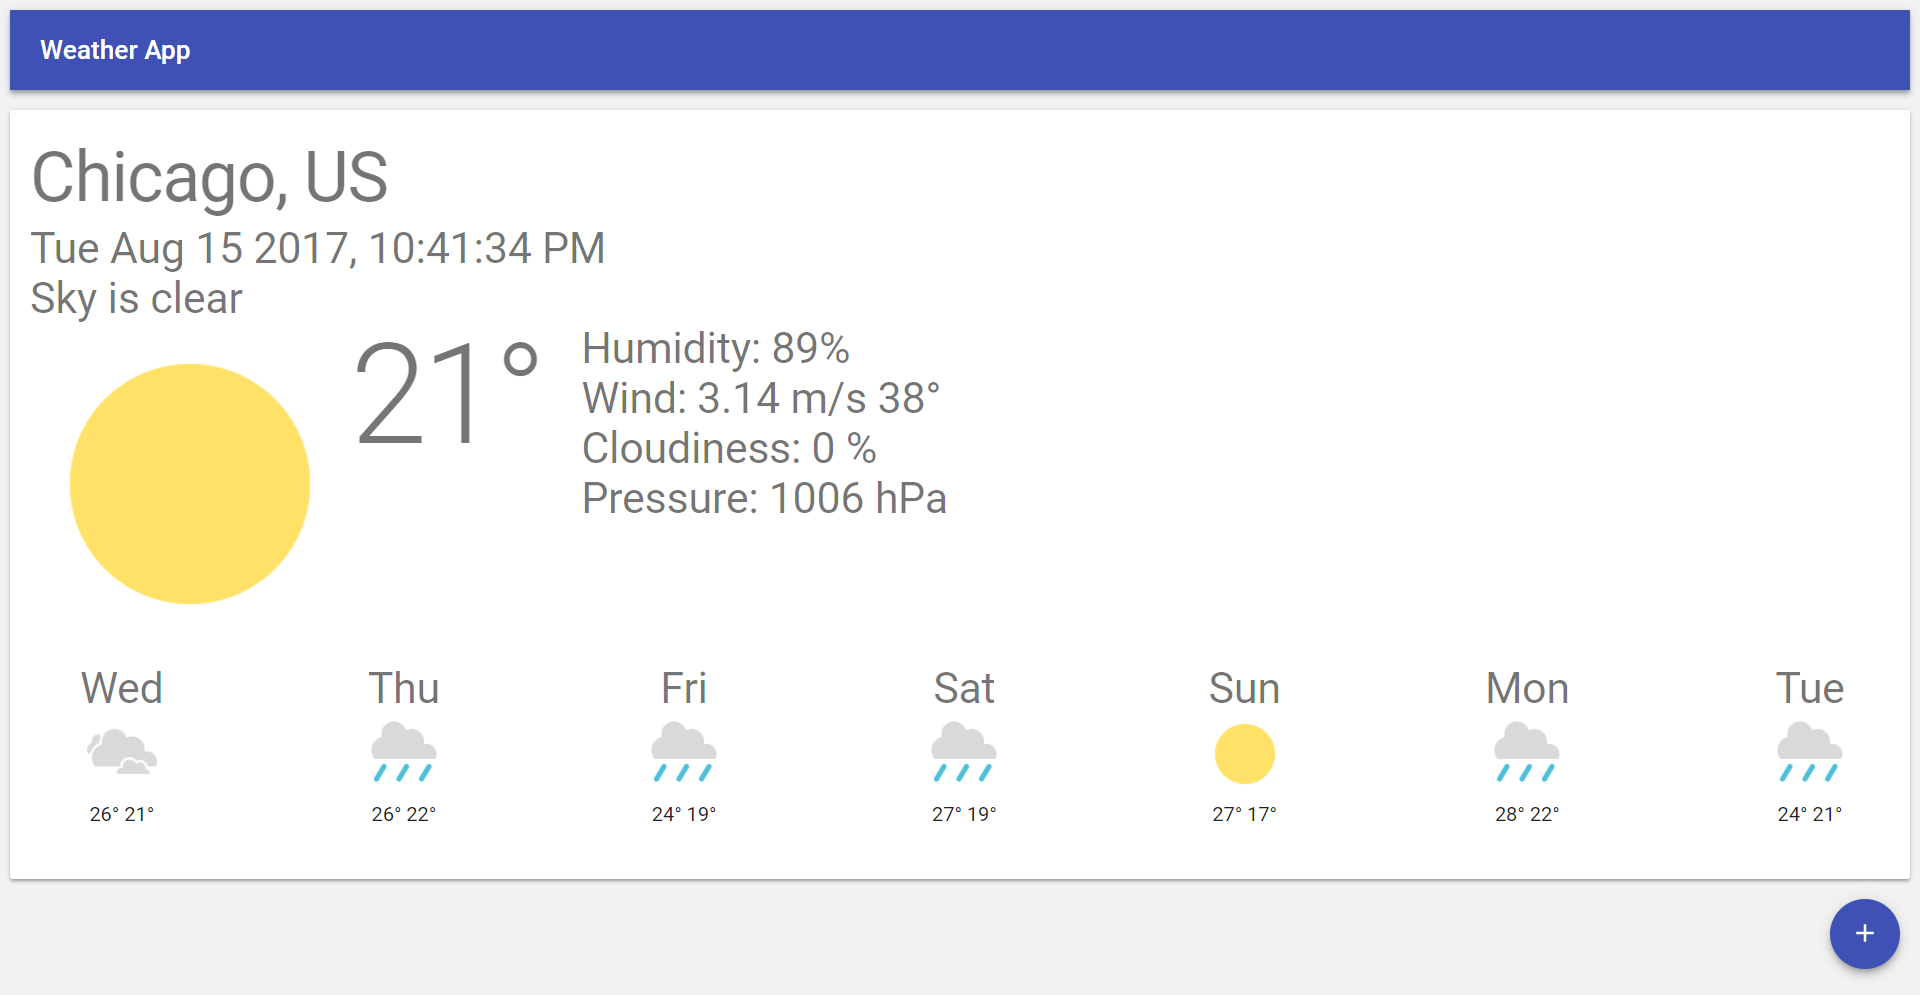 Weather App
Chicago, US
Tue Aug 15 2017, 10:41:34 PM
Sky is clear
21°
Humidity: 89%
Wind: 3.14 m/s 38°
Cloudiness: 0 %
Pressure: 1006 hPa
Wed Thu Fri Sat Sun Mon Tue
26° 21° 26° 22° 24° 19° 27° 19° 27° 17° 28° 22° 24° 21°
+